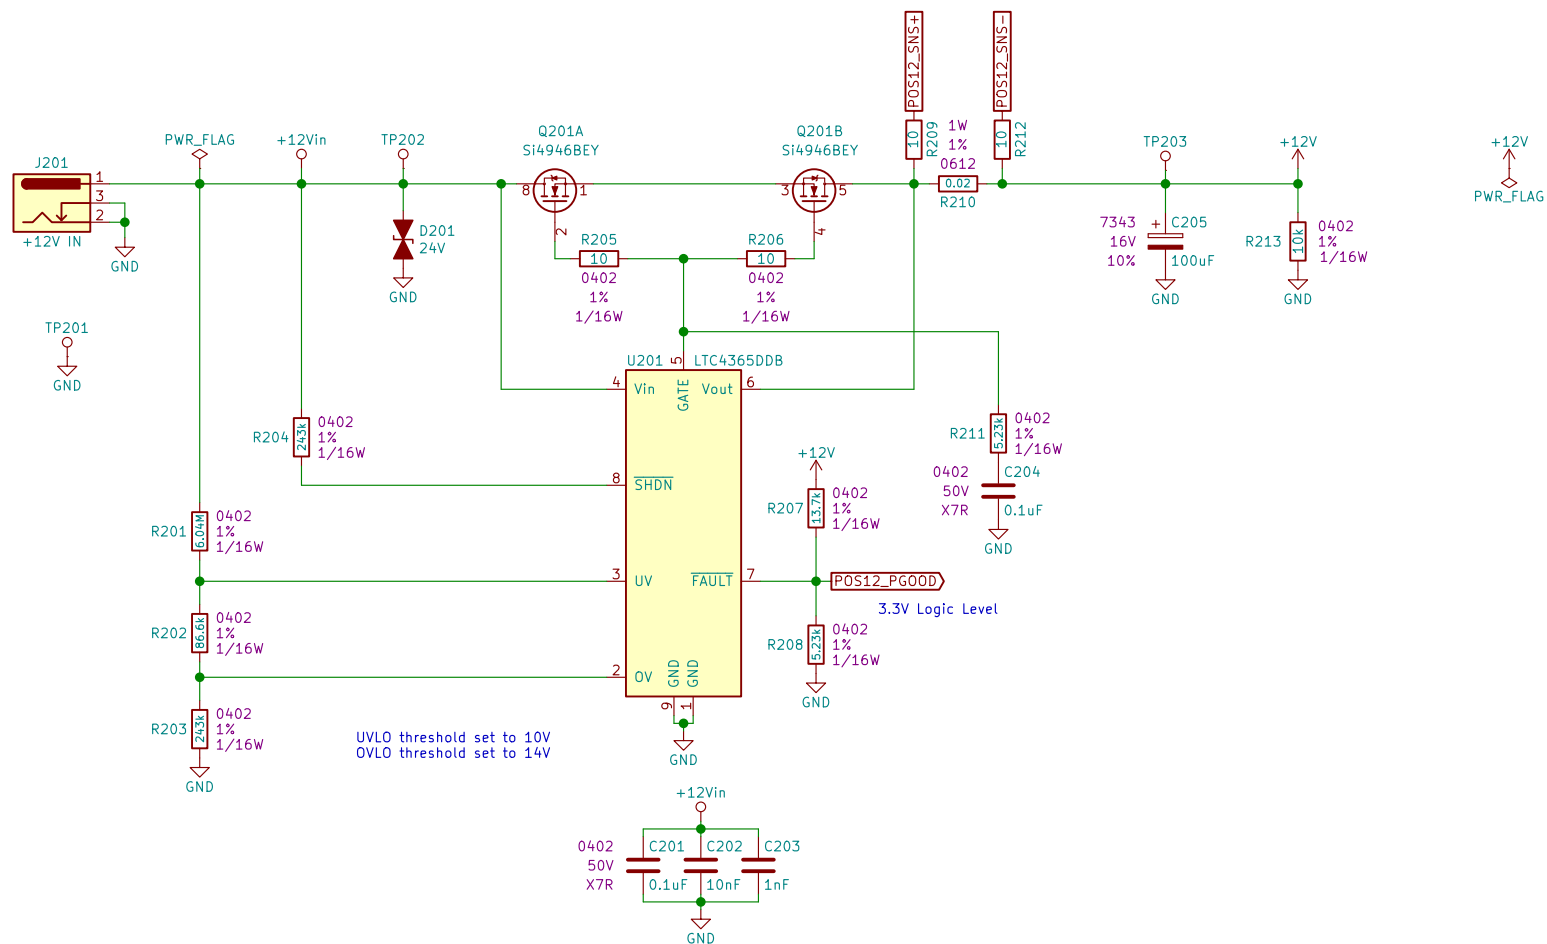 POS12_SNS+
POS12_SNS-
10
R209
1W
1%
0612
0.02
R210
10
R212
PWR_FLAG
+12Vin
TP202
Q201A
Si4946BEY
Q201B
Si4946BEY
TP203
+12V
+12V
PWR_FLAG
J201
1
3
2
+12V IN
GND
8
1
2
3
5
4
D201
24V
GND
R205
10
0402
1%
1/16W
R206
10
0402
1%
1/16W
7343
16V
10%
+
C205
100uF
GND
R213
10k
0402
1%
1/16W
GND
TP201
GND
U201
LTC4365DDB
5
GATE
4
Vin
Vout
6
8
SHDN
3
UV
FAULT
7
2
OV
GND
GND
9
1
GND
R204
243k
0402
1%
1/16W
R211
5.23k
0402
1%
1/16W
0402
50V
X7R
C204
0.1uF
GND
+12V
R207
13.7k
0402
1%
1/16W
POS12_PGOOD
3.3V Logic Level
R208
5.23k
0402
1%
1/16W
GND
R201
6.04M
0402
1%
1/16W
R202
86.6k
0402
1%
1/16W
R203
243k
0402
1%
1/16W
GND
UVLO threshold set to 10V
OVLO threshold set to 14V
+12Vin
0402
50V
X7R
C201
0.1uF
C202
10nF
C203
1nF
GND